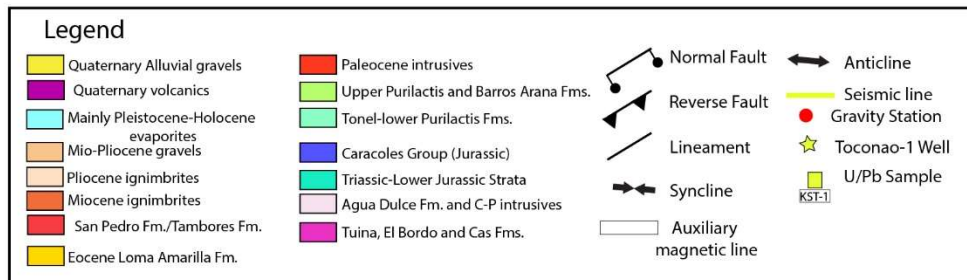 Legend
Quaternary Alluvial gravels
Quaternary volcanics
Mainly Pleistocene-Holocene
evaporites
Mio-Pliocene gravels
Pliocene ignimbrites
Miocene ignimbrites
San Pedro Fm./Tambores Fm.
Eocene Loma Amarilla Fm.
Paleocene intrusives
Upper Purilactis and Barros Arana Fms.
Tonel-lower Purilactis Fms.
Caracoles Group (Jurassic)
Triassic-Lower Jurassic Strata
Agua Dulce Fm. and C-P intrusives
Tuina, El Bordo and Cas Fms.
Normal Fault
Reverse Fault
Lineament
Syncline
Auxiliary
magnetic line
Anticline
Seismic line
Gravity Station
Toconao-1 Well
U/Pb Sample
KST-1